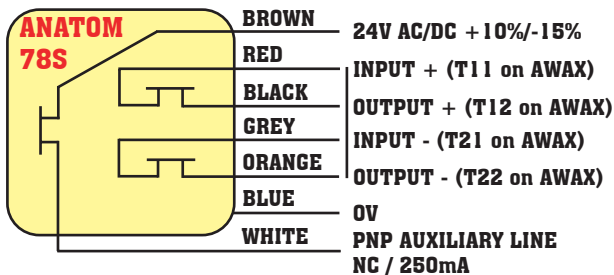 ANATOM
78S
BROWN
24V AC/DC +10%/-15%
RED
INPUT + (T11 on AWAX)
BLACK
OUTPUT + (T12 on AWAX)
GREY
INPUT - (T21 on AWAX)
ORANGE
OUTPUT - (T22 on AWAX)
BLUE
0V
WHITE
PNP AUXILIARY LINE
NC / 250mA